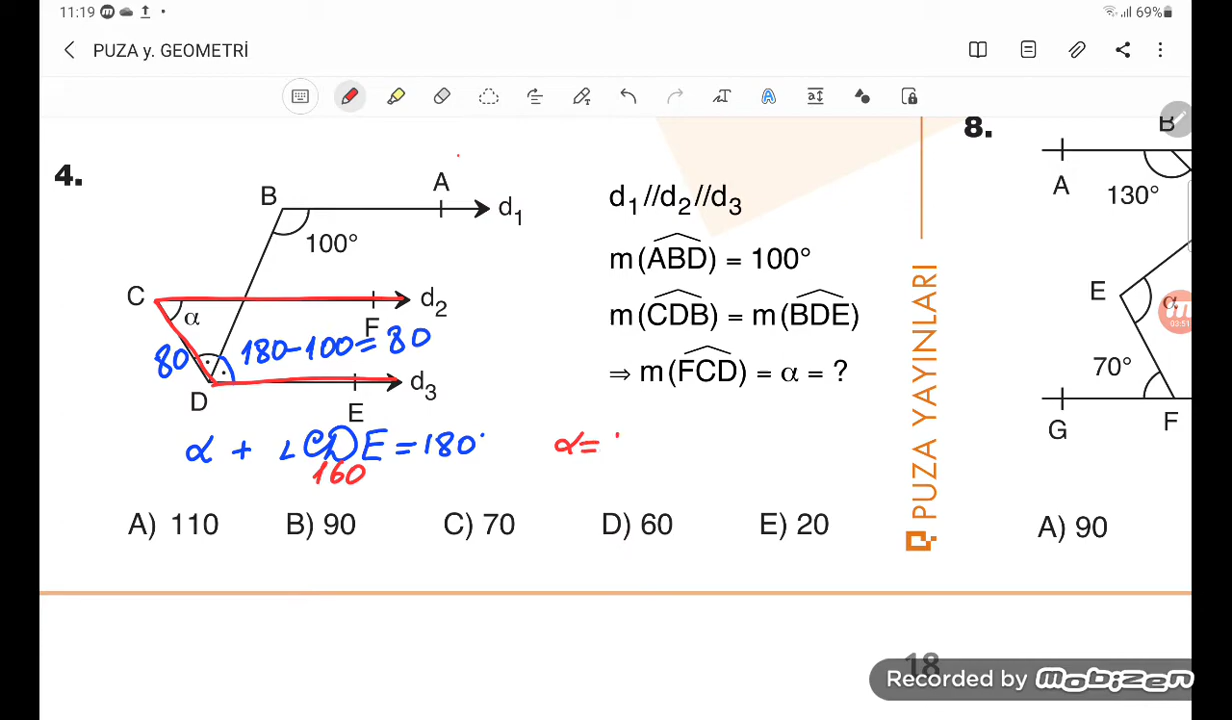 11:19 69%
PUZA y. GEOMETRİ
4.
B A d1
100°
C α F d2
80 180-100=80
D E d3
α + ∠CDE = 180°
160
α =
d1//d2//d3
m(ABD) = 100°
m(CDB) = m(BDE)
⇒ m(FCD) = α = ?
A) 110 B) 90 C) 70 D) 60 E) 20
PUZA YAYINLARI
8.
B
A 130°
E α
03:51
70°
G F
A) 90
18
Recorded by mobizen